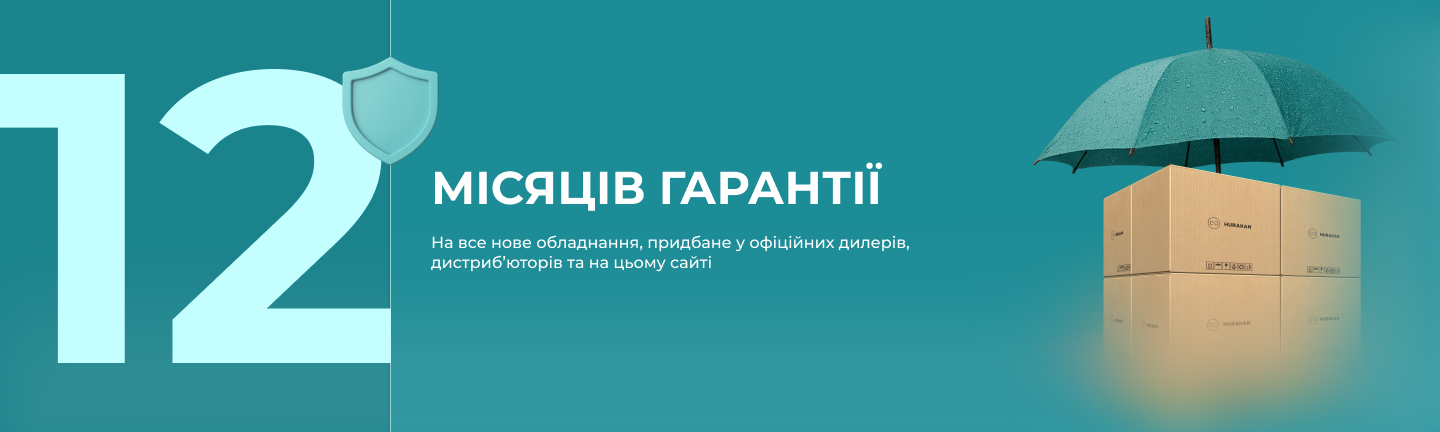 12
МІСЯЦІВ ГАРАНТІЇ
На все нове обладнання, придбане у офіційних дилерів,
дистриб’юторів та на цьому сайті
HURAKAN
HURAKAN
HURAKAN
HURAKAN
HURAKAN